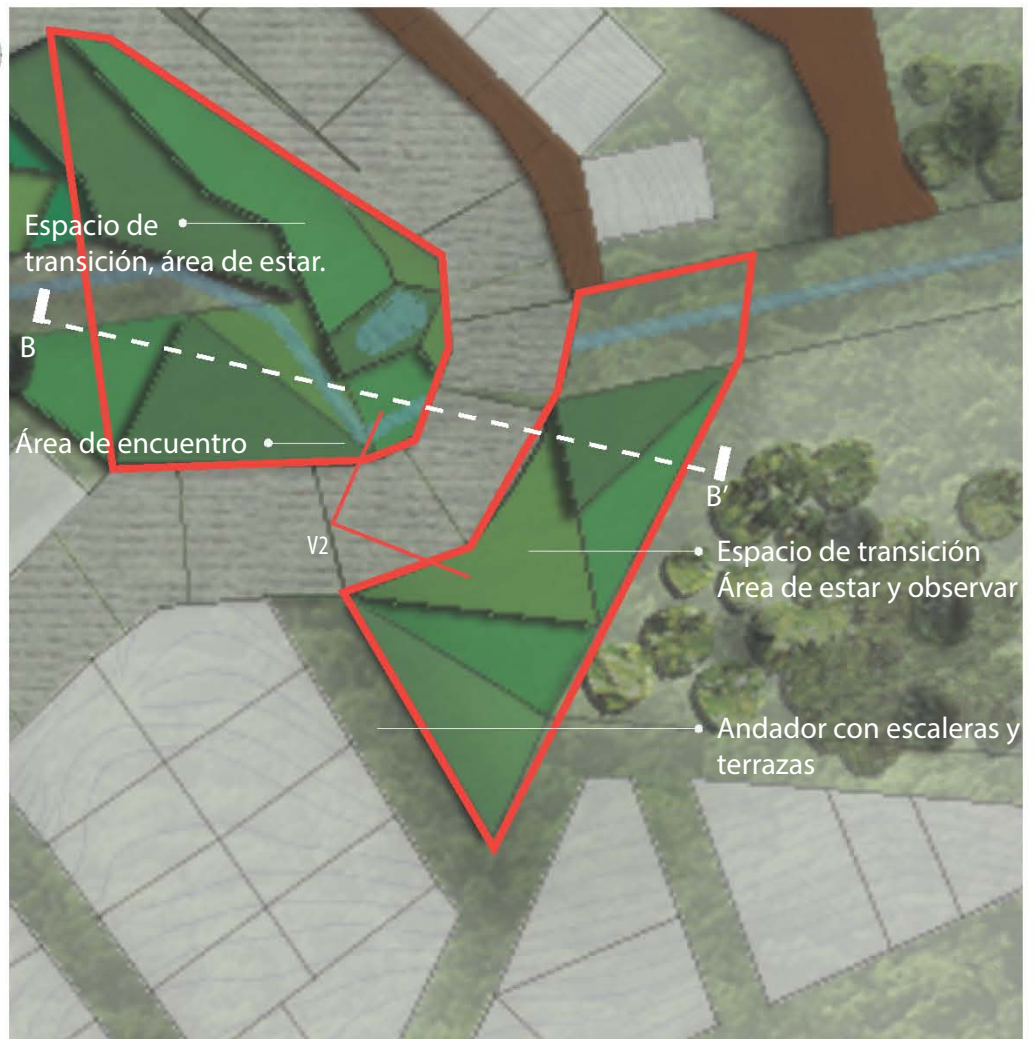 Espacio de
transición, área de estar.
B
Área de encuentro
B'
V2
Espacio de transición
Área de estar y observar
Andador con escaleras y
terrazas